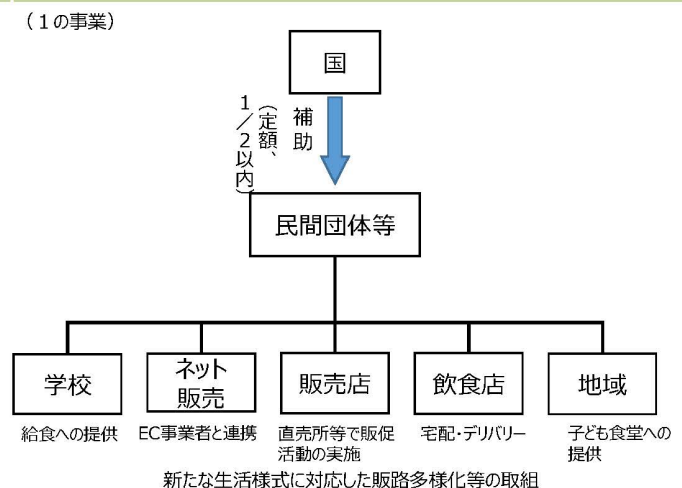 （１の事業）
国
補助
（定額、
１／２以内）
民間団体等
学校
ネット
販売
販売店
飲食店
地域
給食への提供
EC事業者と連携
直売所等で販促
活動の実施
宅配・デリバリー
子ども食堂への
提供
新たな生活様式に対応した販路多様化等の取組